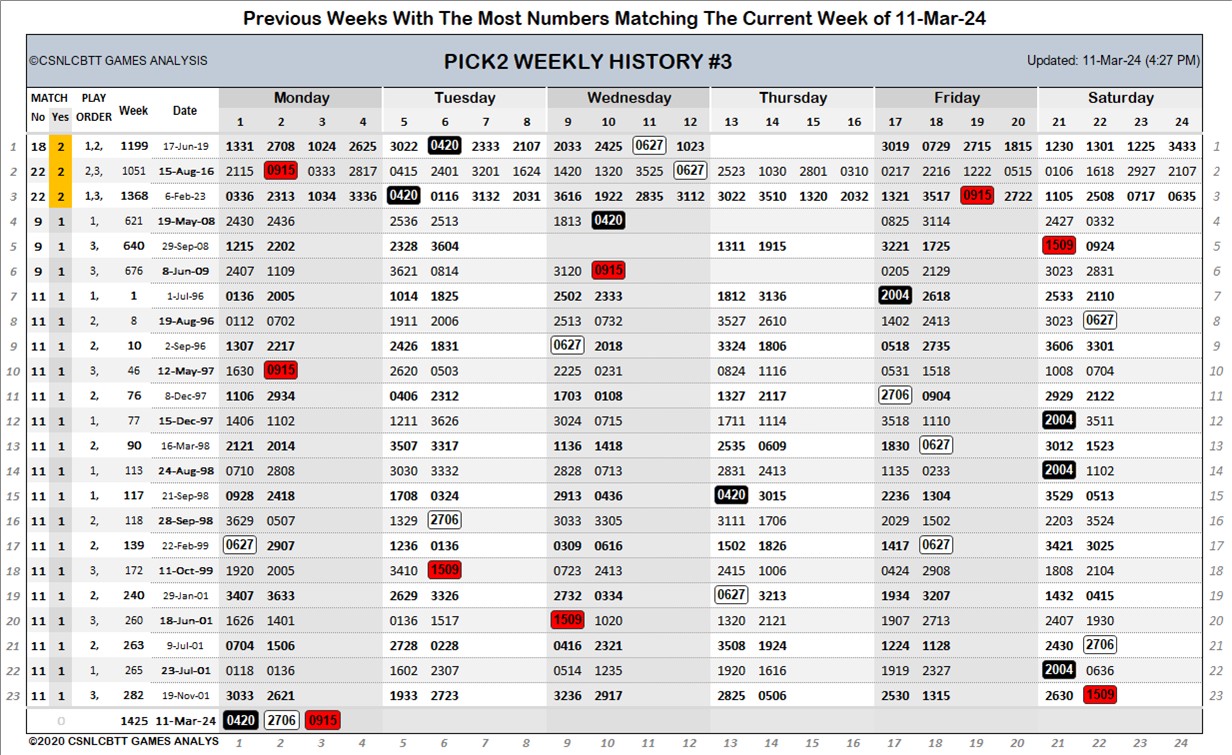 Previous Weeks With The Most Numbers Matching The Current Week of 11-Mar-24
©CSNLCBTT GAMES ANALYSIS PICK2 WEEKLY HISTORY #3 Updated: 11-Mar-24 (4:27 PM)
MATCH PLAY Week Date Monday Tuesday Wednesday Thursday Friday Saturday
No Yes ORDER 1 2 3 4 5 6 7 8 9 10 11 12 13 14 15 16 17 18 19 20 21 22 23 24
1 18 2 1,2, 1199 17-Jun-19 1331 2708 1024 2625 3022 0420 2333 2107 2033 2425 0627 1023 3019 0729 2715 1815 1230 1301 1225 3433 1
2 22 2 2,3, 1051 15-Aug-16 2115 0915 0333 2817 0415 2401 3201 1624 1420 1320 3525 0627 2523 1030 2801 0310 0217 2216 1222 0515 0106 1618 2927 2107 2
3 22 2 1,3, 1368 6-Feb-23 0336 2313 1034 3336 0420 0116 3132 2031 3616 1922 2835 3112 3022 3510 1320 2032 1321 3517 0915 2722 1105 2508 0717 0635 3
4 9 1 1, 621 19-May-08 2430 2436 2536 2513 1813 0420 0825 3114 2427 0332 4
5 9 1 3, 640 29-Sep-08 1215 2202 2328 3604 1311 1915 3221 1725 1509 0924 5
6 9 1 3, 676 8-Jun-09 2407 1109 3621 0814 3120 0915 0205 2129 3023 2831 6
7 11 1 1, 1 1-Jul-96 0136 2005 1014 1825 2502 2333 1812 3136 2004 2618 2533 2110 7
8 11 1 2, 8 19-Aug-96 0112 0702 1911 2006 2513 0732 3527 2610 1402 2413 3023 0627 8
9 11 1 2, 10 2-Sep-96 1307 2217 2426 1831 0627 2018 3324 1806 0518 2735 3606 3301 9
10 11 1 3, 46 12-May-97 1630 0915 2620 0503 2225 0231 0824 1116 0531 1518 1008 0704 10
11 11 1 2, 76 8-Dec-97 1106 2934 0406 2312 1703 0108 1327 2117 2706 0904 2929 2122 11
12 11 1 1, 77 15-Dec-97 1406 1102 1211 3626 3024 0715 1711 1114 3518 1110 2004 3511 12
13 11 1 2, 90 16-Mar-98 2121 2014 3507 3317 1136 1418 2535 0609 1830 0627 3012 1523 13
14 11 1 1, 113 24-Aug-98 0710 2808 3030 3332 2828 0713 2831 2413 1135 0233 2004 1102 14
15 11 1 1, 117 21-Sep-98 0928 2418 1708 0324 2913 0436 0420 3015 2236 1304 3529 0513 15
16 11 1 2, 118 28-Sep-98 3629 0507 1329 2706 3033 3305 3111 1706 2029 1502 2203 3524 16
17 11 1 2, 139 22-Feb-99 0627 2907 1236 0136 0309 0616 1502 1826 1417 0627 3421 3025 17
18 11 1 3, 172 11-Oct-99 1920 2005 3410 1509 0723 2413 2415 1006 0424 2908 1808 2104 18
19 11 1 2, 240 29-Jan-01 3407 3633 2629 3326 2732 0334 0627 3213 1934 3207 1432 0415 19
20 11 1 3, 260 18-Jun-01 1626 1401 0136 1517 1509 1020 1320 2121 1907 2713 2407 1930 20
21 11 1 2, 263 9-Jul-01 0704 1506 2728 0228 0416 2321 3508 1924 1224 1128 2430 2706 21
22 11 1 1, 265 23-Jul-01 0118 0136 1602 2307 0514 1235 1920 1616 1919 2327 2004 0636 22
23 11 1 3, 282 19-Nov-01 3033 2621 1933 2723 3236 2917 2825 0506 2530 1315 2630 1509 23
0 1425 11-Mar-24 0420 2706 0915
©2020 CSNLCBTT GAMES ANALYS 1 2 3 4 5 6 7 8 9 10 11 12 13 14 15 16 17 18 19 20 21 22 23 24